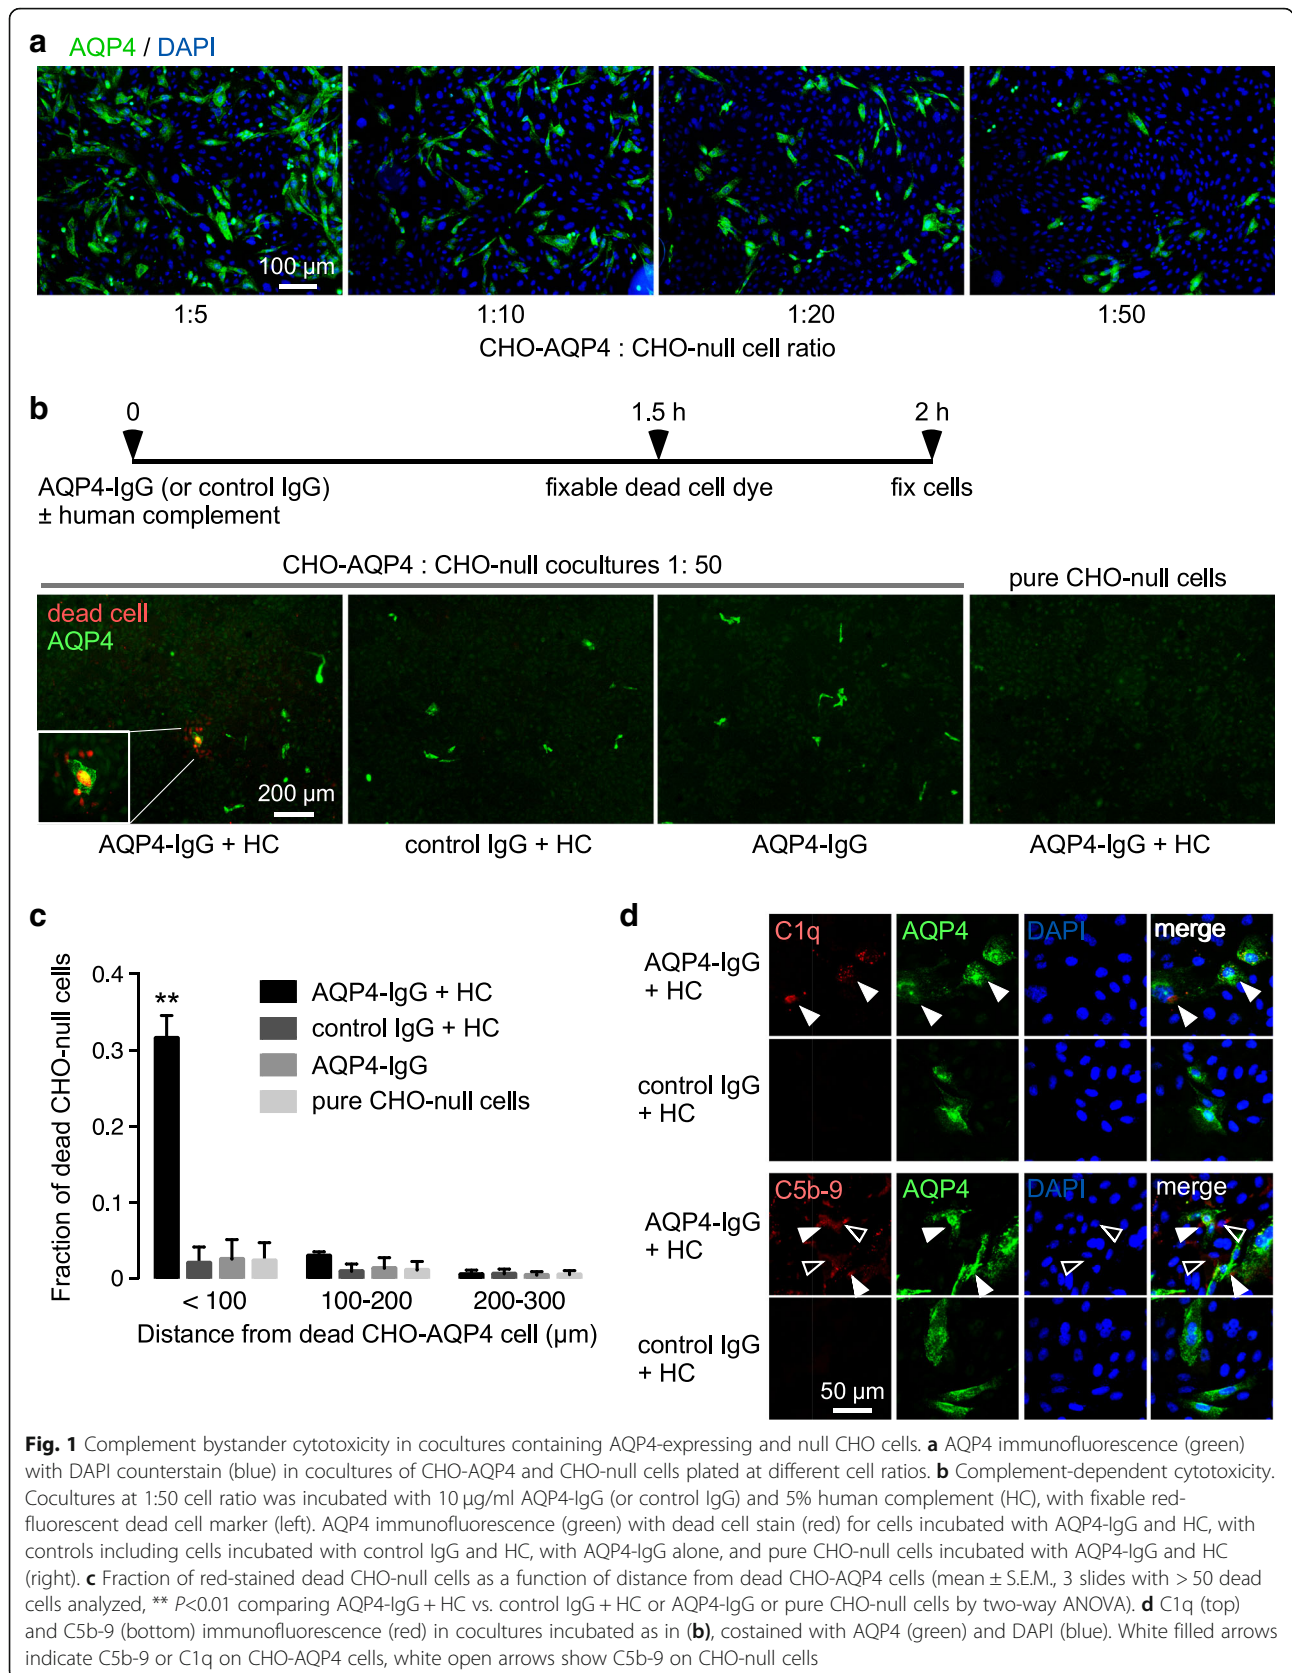 a AQP4 / DAPI
100 µm
1:5 1:10 1:20 1:50
CHO-AQP4 : CHO-null cell ratio
b
0 1.5 h 2 h
AQP4-IgG (or control IgG) fixable dead cell dye fix cells
± human complement
CHO-AQP4 : CHO-null cocultures 1: 50
pure CHO-null cells
dead cell
AQP4
200 µm
AQP4-IgG + HC control IgG + HC AQP4-IgG AQP4-IgG + HC
c
Fraction of dead CHO-null cells
0.4
0.3
0.2
0.1
0
**
AQP4-IgG + HC
control IgG + HC
AQP4-IgG
pure CHO-null cells
< 100 100-200 200-300
Distance from dead CHO-AQP4 cell (µm)
d
C1q AQP4 DAPI merge
AQP4-IgG
+ HC
control IgG
+ HC
C5b-9 AQP4 DAPI merge
AQP4-IgG
+ HC
control IgG
+ HC
50 µm
Fig. 1 Complement bystander cytotoxicity in cocultures containing AQP4-expressing and null CHO cells. a AQP4 immunofluorescence (green)
with DAPI counterstain (blue) in cocultures of CHO-AQP4 and CHO-null cells plated at different cell ratios. b Complement-dependent cytotoxicity.
Cocultures at 1:50 cell ratio was incubated with 10 µg/ml AQP4-IgG (or control IgG) and 5% human complement (HC), with fixable red-
fluorescent dead cell marker (left). AQP4 immunofluorescence (green) with dead cell stain (red) for cells incubated with AQP4-IgG and HC, with
controls including cells incubated with control IgG and HC, with AQP4-IgG alone, and pure CHO-null cells incubated with AQP4-IgG and HC
(right). c Fraction of red-stained dead CHO-null cells as a function of distance from dead CHO-AQP4 cells (mean ± S.E.M., 3 slides with > 50 dead
cells analyzed, ** P<0.01 comparing AQP4-IgG + HC vs. control IgG + HC or AQP4-IgG or pure CHO-null cells by two-way ANOVA). d C1q (top)
and C5b-9 (bottom) immunofluorescence (red) in cocultures incubated as in (b), costained with AQP4 (green) and DAPI (blue). White filled arrows
indicate C5b-9 or C1q on CHO-AQP4 cells, white open arrows show C5b-9 on CHO-null cells